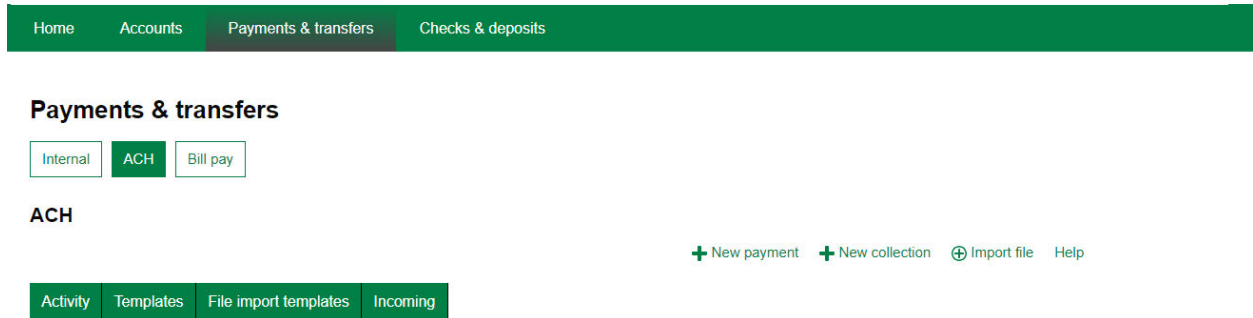 Home Accounts Payments & transfers Checks & deposits
Payments & transfers
Internal ACH Bill pay
ACH
New payment New collection Import file Help
Activity Templates File import templates Incoming